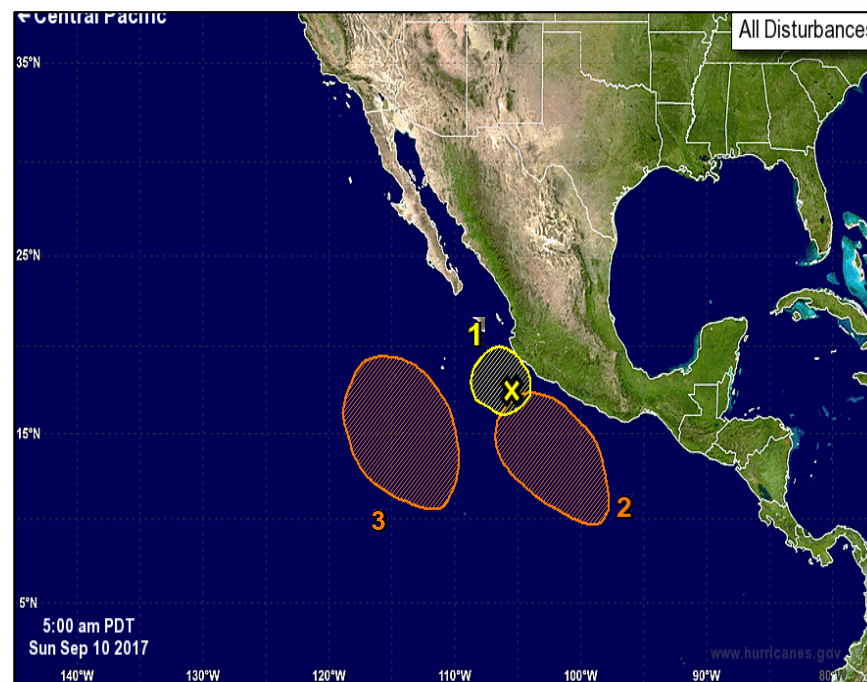 ←Central Pacific
All Disturbances
35°N
25°N
1
15°N
3
2
5°N
5:00 am PDT
Sun Sep 10 2017
www.hurricanes.gov
140°W
130°W
120°W
110°W
100°W
90°W
80°W